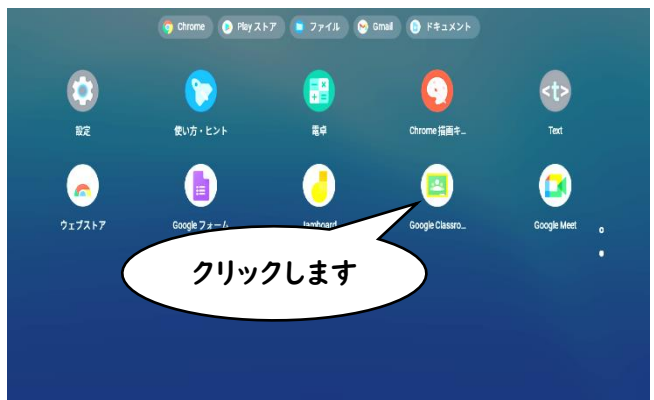 Chrome Play ストア ファイル Gmail ドキュメント
設定 使い方・ヒント 電卓 Chrome 描画キ... Text
<t>
ウェブストア Google フォーム Jamboard Google Classro... Google Meet
クリックします